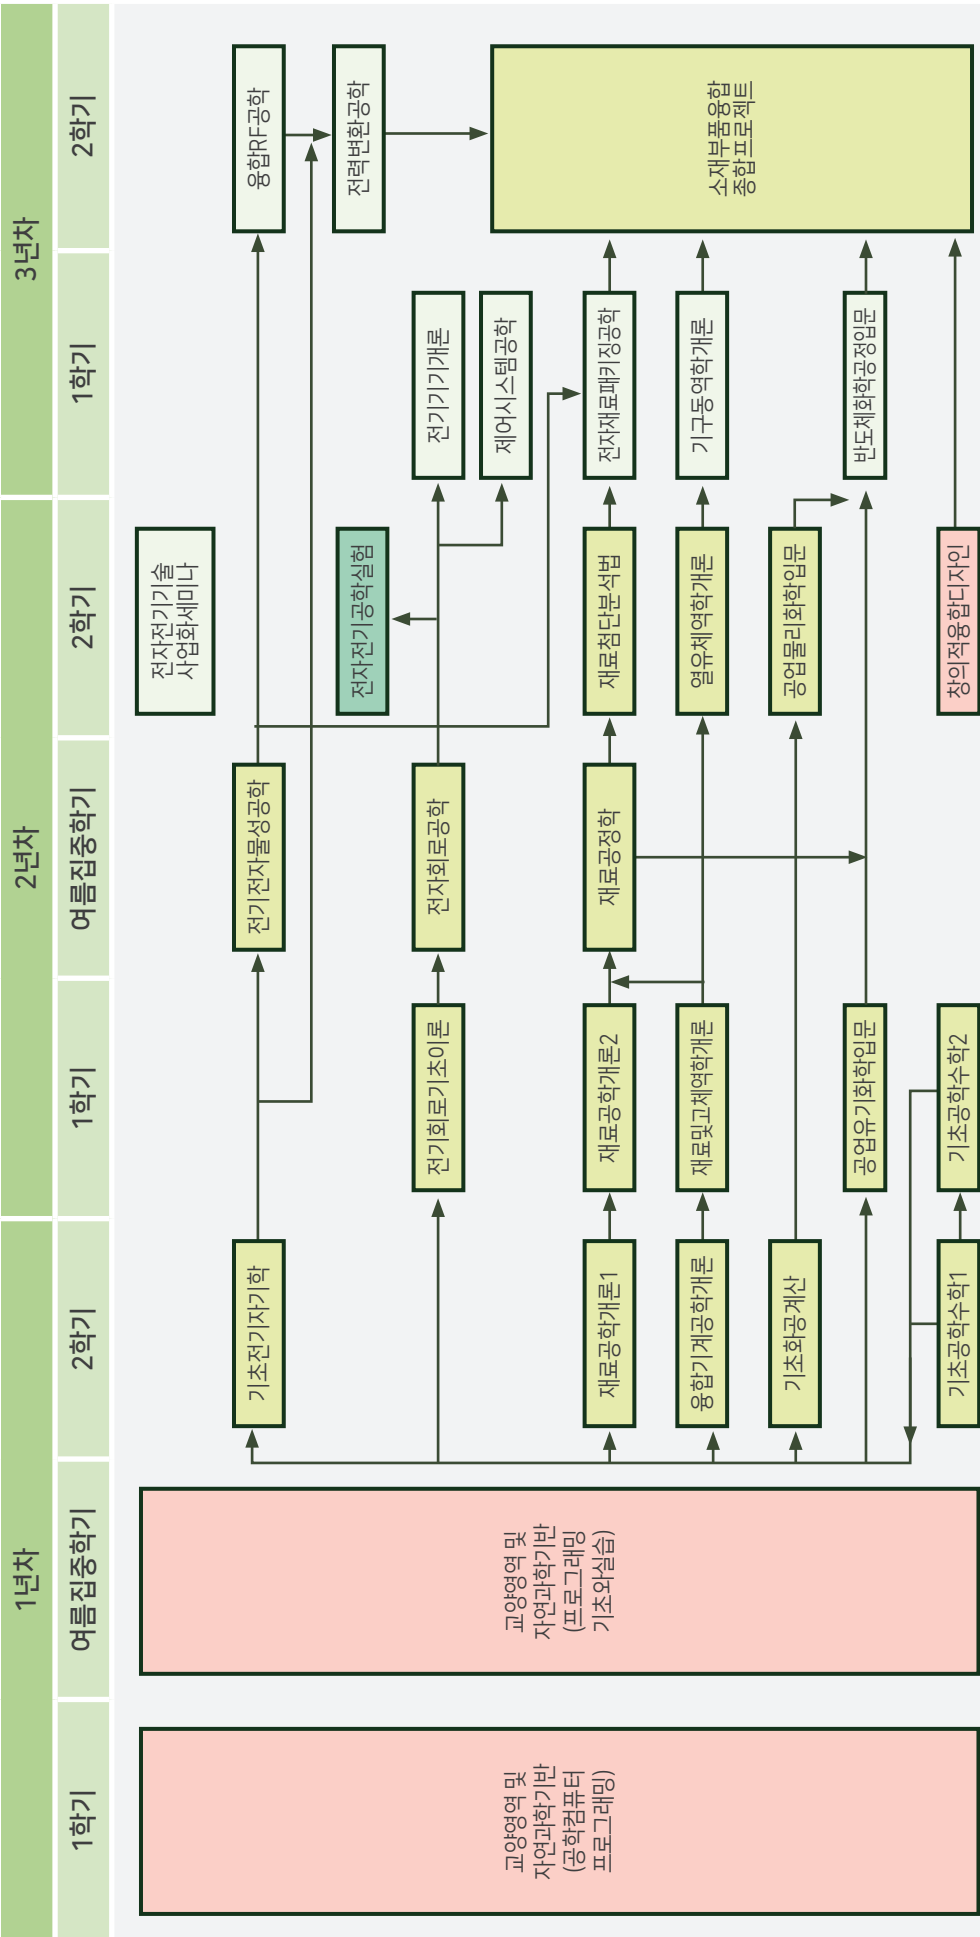 1년차
2년차
3년차
1학기
여름집중학기
2학기
1학기
여름집중학기
2학기
1학기
2학기
교양영역 및
자연과학기반
(공학컴퓨터
프로그래밍)
교양영역 및
자연과학기반
(프로그래밍
기초와실습)
기초전기자기학
재료공학개론1
융합기계공학개론
기초화공계산
기초공학수학1
전기회로기초이론
재료공학개론2
재료및고체역학개론
공업유기화학입문
기초공학수학2
전기전자물성공학
전자회로공학
재료공정학
전자전기기술
사업화세미나
전자전기공학실험
재료첨단분석법
열유체역학개론
공업물리화학입문
창의적융합디자인
전기기기개론
제어시스템공학
전자재료패키징공학
기구동역학개론
반도체화학공정입문
융합RF공학
전력변환공학
소재부품융합
종합프로젝트